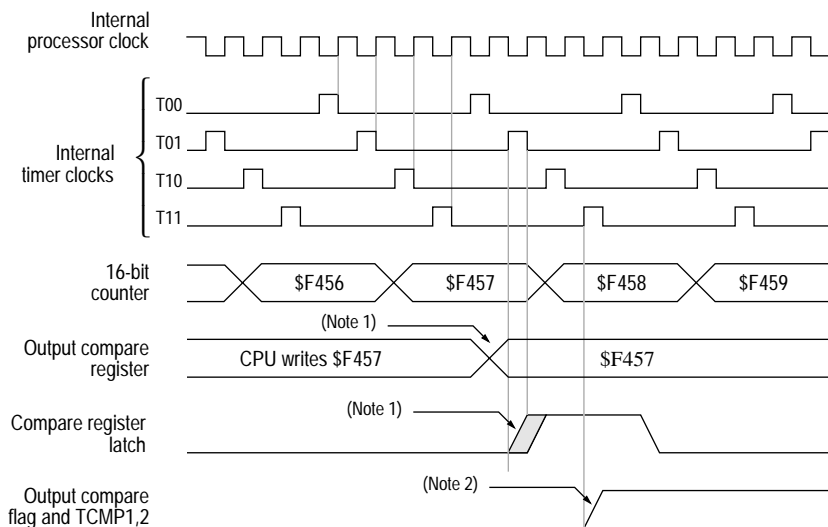 Internal
processor clock
T00
T01
Internal
timer clocks
T10
T11
16-bit
counter
$F456
$F457
$F458
$F459
(Note 1)
Output compare
register
CPU writes $F457
$F457
(Note 1)
Compare register
latch
(Note 2)
Output compare
flag and TCMP1,2